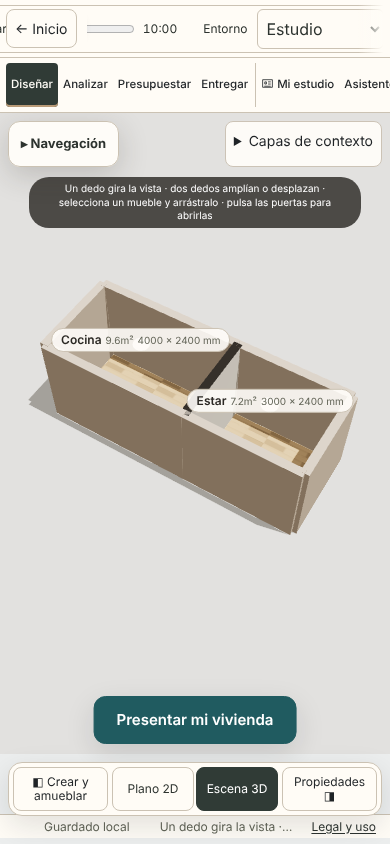 ← Inicio
10:00
Entorno
Estudio
Diseñar
Analizar
Presupuestar
Entregar
Mi estudio
Asistent
▸ Navegación
▶ Capas de contexto
Un dedo gira la vista · dos dedos amplían o desplazan ·
selecciona un mueble y arrástralo · pulsa las puertas para
abrirlas
Cocina 9.6m² 4000 × 2400 mm
Estar 7.2m² 3000 × 2400 mm
Presentar mi vivienda
◧ Crear y
amueblar
Plano 2D
Escena 3D
Propiedades
◨
Guardado local
Un dedo gira la vista ·...
Legal y uso